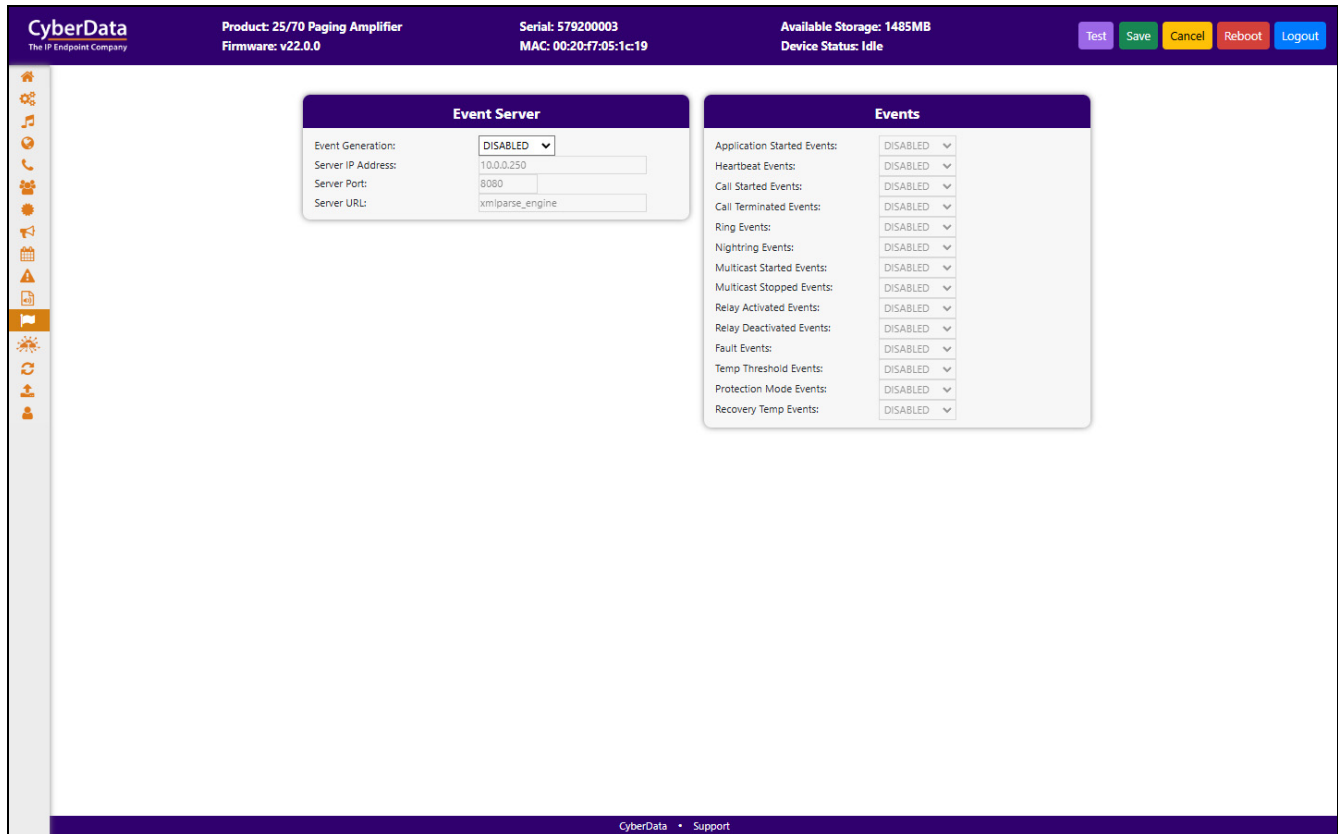 CyberData
The IP Endpoint Company
Product: 25/70 Paging Amplifier
Firmware: v22.0.0
Serial: 579200003
MAC: 00:20:f7:05:1c:19
Available Storage: 1485MB
Device Status: Idle
Test Save Cancel Reboot Logout
Event Server
Event Generation: DISABLED
Server IP Address: 10.0.0.250
Server Port: 8080
Server URL: xmlparse_engine
Events
Application Started Events: DISABLED
Heartbeat Events: DISABLED
Call Started Events: DISABLED
Call Terminated Events: DISABLED
Ring Events: DISABLED
Nightring Events: DISABLED
Multicast Started Events: DISABLED
Multicast Stopped Events: DISABLED
Relay Activated Events: DISABLED
Relay Deactivated Events: DISABLED
Fault Events: DISABLED
Temp Threshold Events: DISABLED
Protection Mode Events: DISABLED
Recovery Temp Events: DISABLED
CyberData • Support